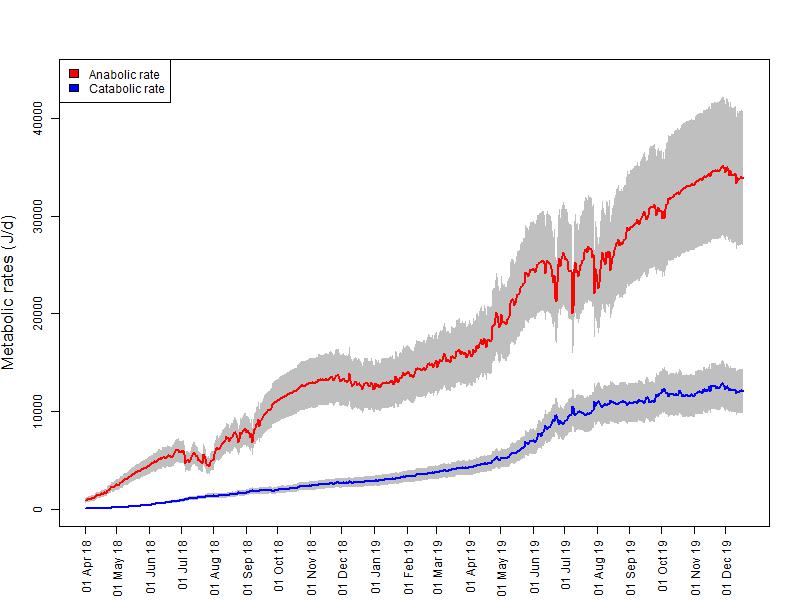 Anabolic rate
Catabolic rate
Metabolic rates (J/d)
40000
30000
20000
10000
0
01 Apr 18
01 May 18
01 Jun 18
01 Jul 18
01 Aug 18
01 Sep 18
01 Oct 18
01 Nov 18
01 Dec 18
01 Jan 19
01 Feb 19
01 Mar 19
01 Apr 19
01 May 19
01 Jun 19
01 Jul 19
01 Aug 19
01 Sep 19
01 Oct 19
01 Nov 19
01 Dec 19